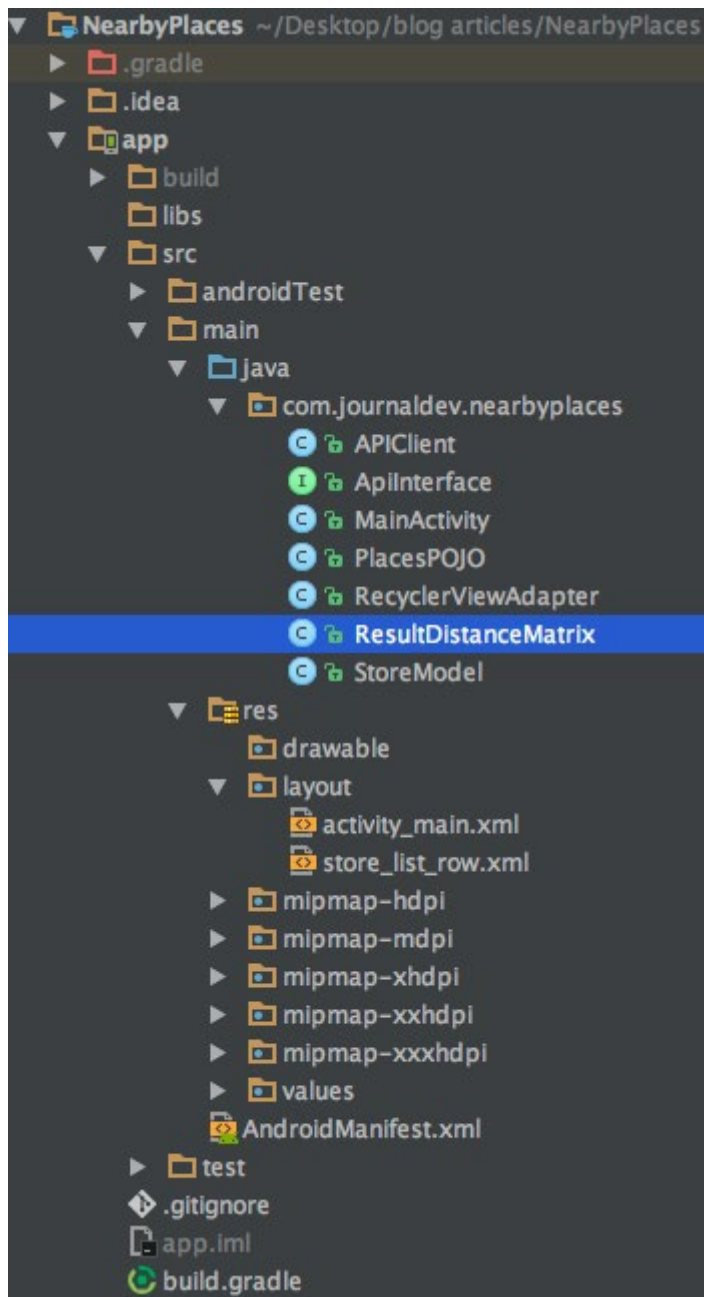 NearbyPlaces ~/Desktop/blog articles/NearbyPlaces
.gradle
.idea
app
build
libs
src
androidTest
main
java
com.journaldev.nearbyplaces
C APIClient
I ApiInterface
C MainActivity
C PlacesPOJO
C RecyclerViewAdapter
C ResultDistanceMatrix
C StoreModel
res
drawable
layout
activity_main.xml
store_list_row.xml
mipmap-hdpi
mipmap-mdpi
mipmap-xhdpi
mipmap-xxhdpi
mipmap-xxxhdpi
values
AndroidManifest.xml
test
.gitignore
app.iml
build.gradle